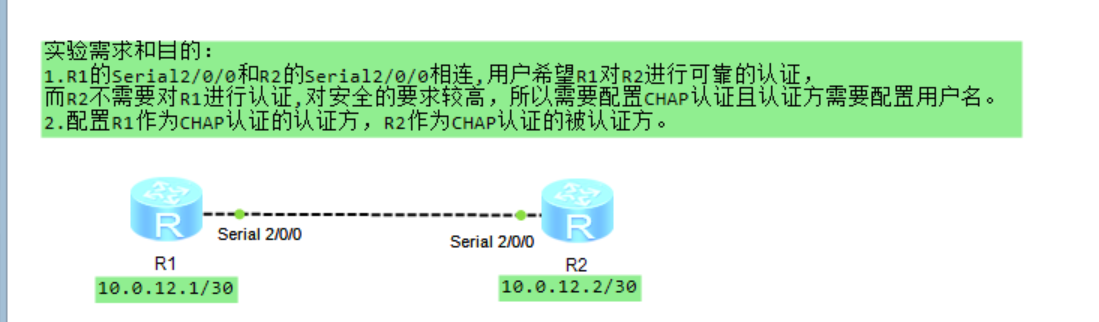 实验需求和目的:
1.R1的Serial2/0/0和R2的Serial2/0/0相连,用户希望R1对R2进行可靠的认证，
而R2不需要对R1进行认证,对安全的要求较高，所以需要配置CHAP认证且认证方需要配置用户名。
2.配置R1作为CHAP认证的认证方，R2作为CHAP认证的被认证方。
R R
Serial 2/0/0 Serial 2/0/0
R1 R2
10.0.12.1/30 10.0.12.2/30